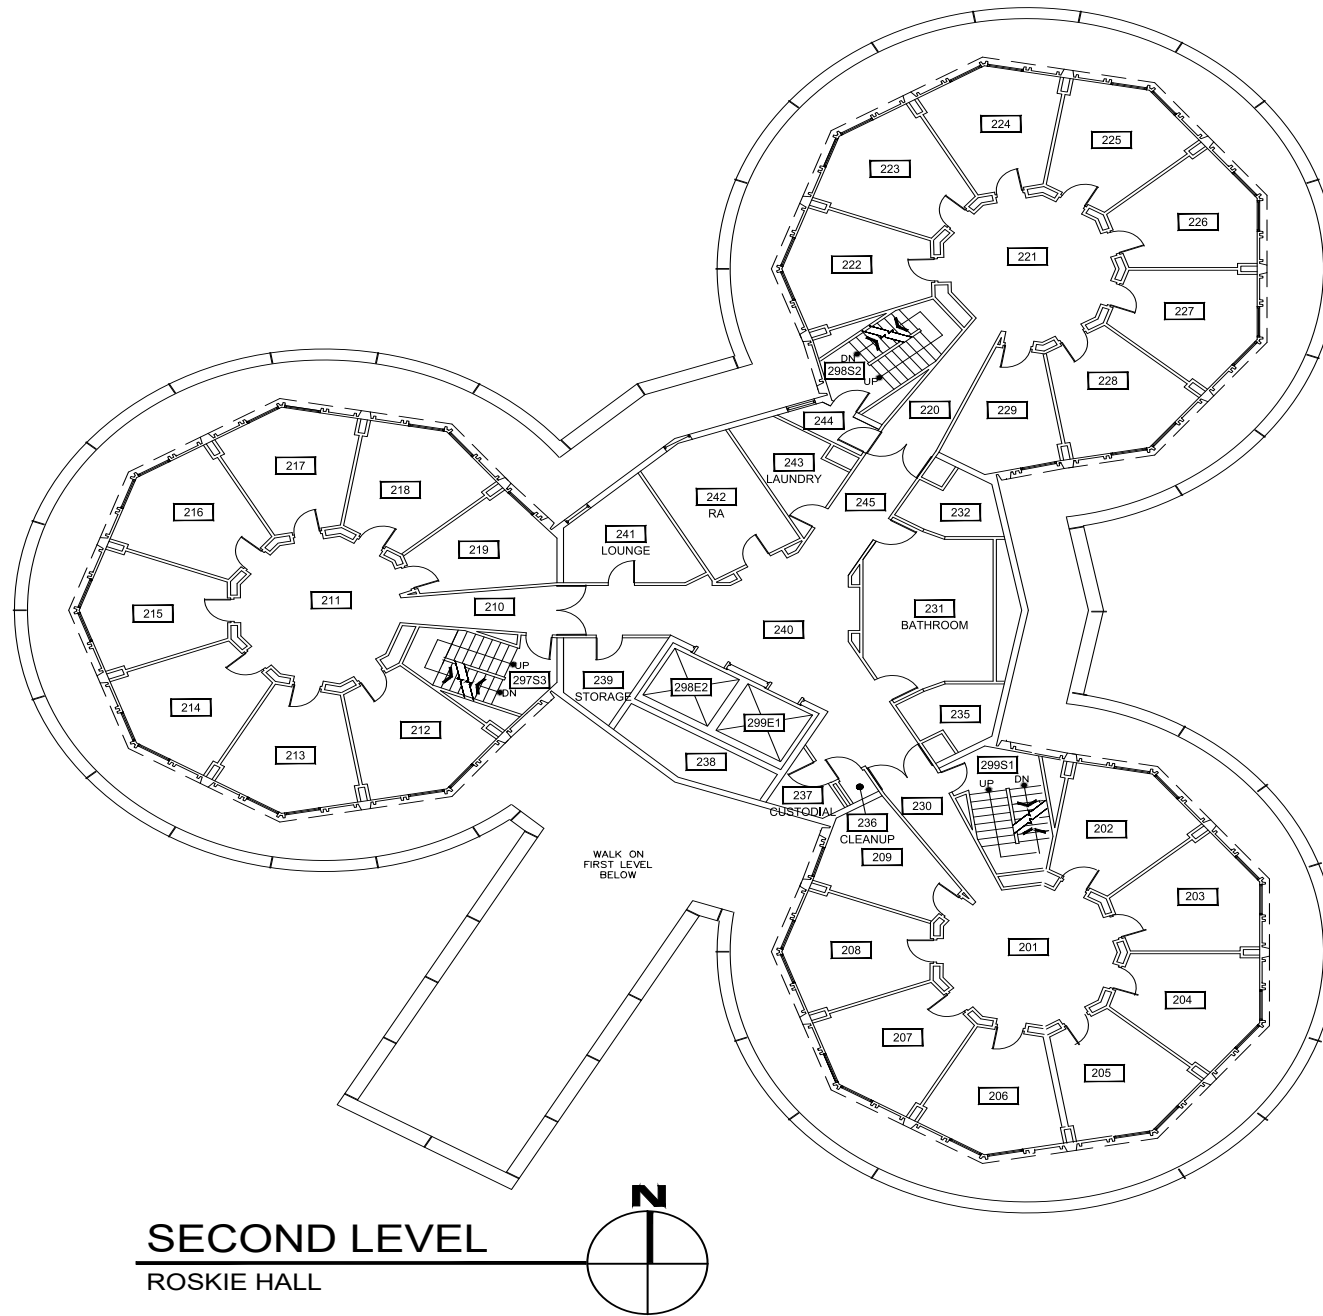 224
225
223
226
221
222
227
DN
298S2
UP
228
220
229
244
217
243
LAUNDRY
218
242
RA
245
216
232
241
LOUNGE
219
211
210
215
231
BATHROOM
240
UP
297S3
DN
239
STORAGE
298E2
214
299E1
235
212
213
238
299S1
UP
DN
237
CUSTODIAL
230
236
CLEANUP
202
209
WALK ON
FIRST LEVEL
BELOW
203
201
208
204
207
205
206
N
SECOND LEVEL
ROSKIE HALL